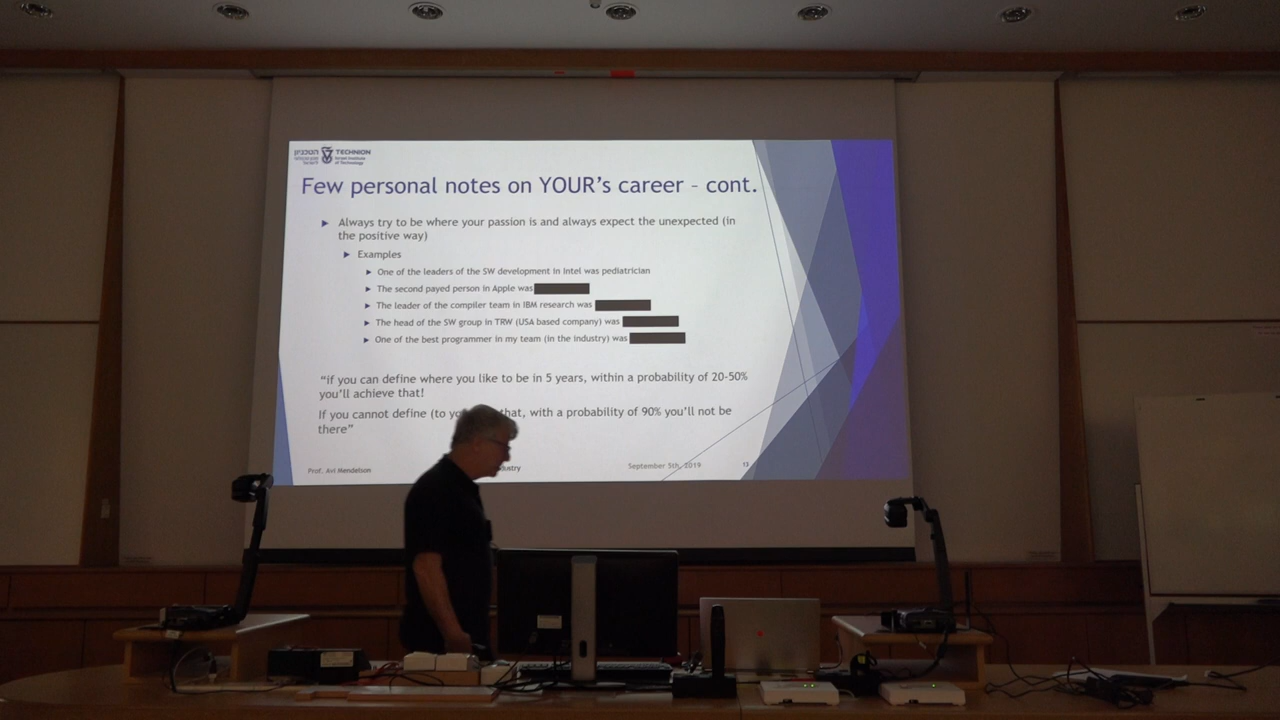 הטכניון
TECHNION
Israel Institute
of Technology
Few personal notes on YOUR's career – cont.
Always try to be where your passion is and always expect the unexpected (in
the positive way)
Examples
One of the leaders of the SW development in Intel was pediatrician
The second payed person in Apple was
The leader of the compiler team in IBM research was
The head of the SW group in TRW (USA based company) was
One of the best programmer in my team (in the industry) was
"if you can define where you like to be in 5 years, within a probability of 20-50%
you'll achieve that!
If you cannot define (to that, with a probability of 90% you'll not be
there"
Prof. Avi Mendelson
September 5th, 2019
13